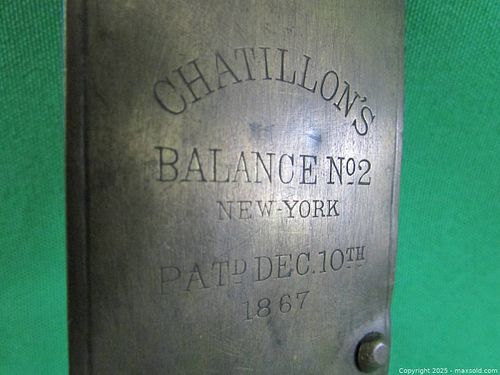 CHATILLON'S
BALANCE Nº2
NEW-YORK
PATD DEC. 10TH
1867
Copyright 2025 - maxsold.com